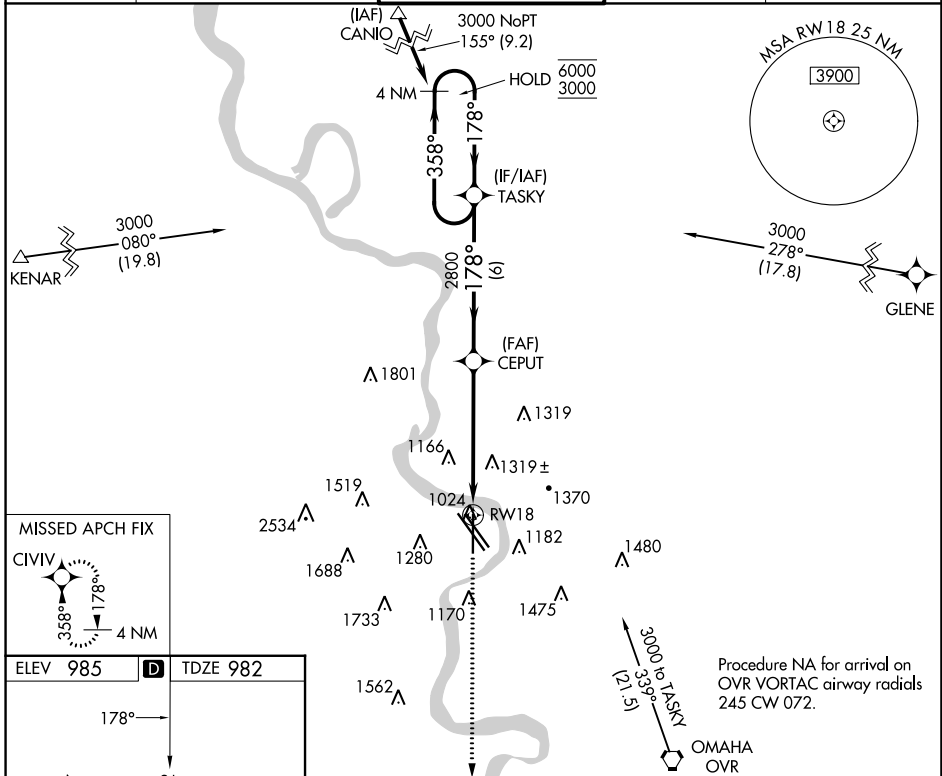 (IAF)
CANIO
3000 NoPT
155° (9.2)
MSA RW18 25 NM
3900
HOLD
6000
3000
4 NM
358°
178°
(IF/IAF)
TASKY
3000
080°
(19.8)
KENAR
2800
178°
(6)
3000
278°
(17.8)
GLENE
(FAF)
CEPUT
1801
1319
1166
1319 ±
1519
1024
1370
RW18
2534
1280
1182
1688
1480
1733
1170
1475
1562
MISSED APCH FIX
CIVIV
358°
178°
4 NM
ELEV 985
D
TDZE 982
178°
3000 to TASKY
339°
(21.5)
Procedure NA for arrival on
OVR VORTAC airway radials
245 CW 072.
OMAHA
OVR